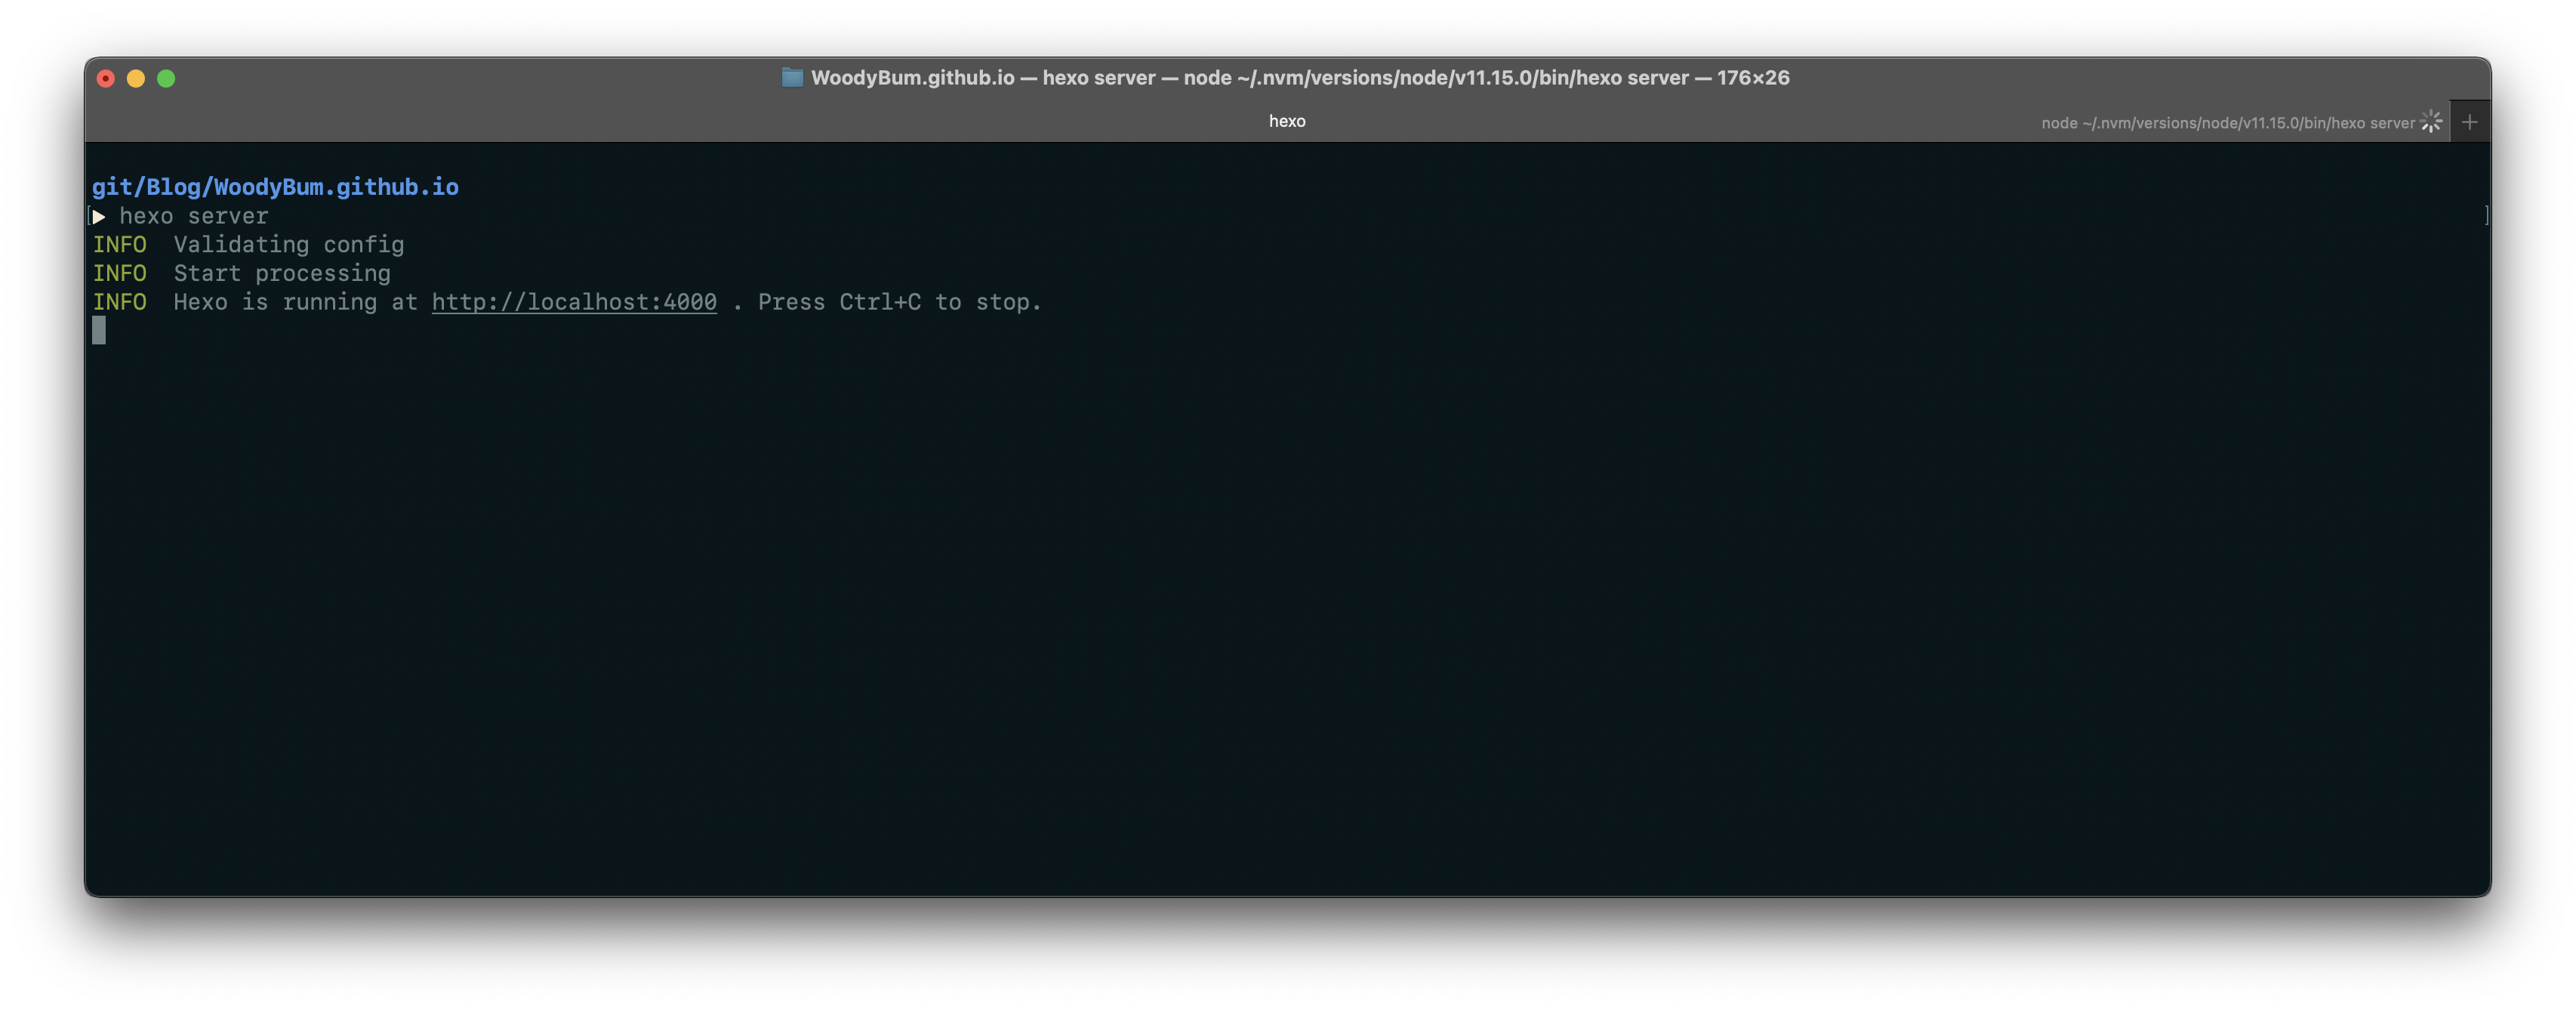 WoodyBum.github.io — hexo server — node ~/.nvm/versions/node/v11.15.0/bin/hexo server — 176×26
hexo
node ~/.nvm/versions/node/v11.15.0/bin/hexo server
git/Blog/WoodyBum.github.io
[▶ hexo server ]
INFO  Validating config
INFO  Start processing
INFO  Hexo is running at http://localhost:4000 . Press Ctrl+C to stop.